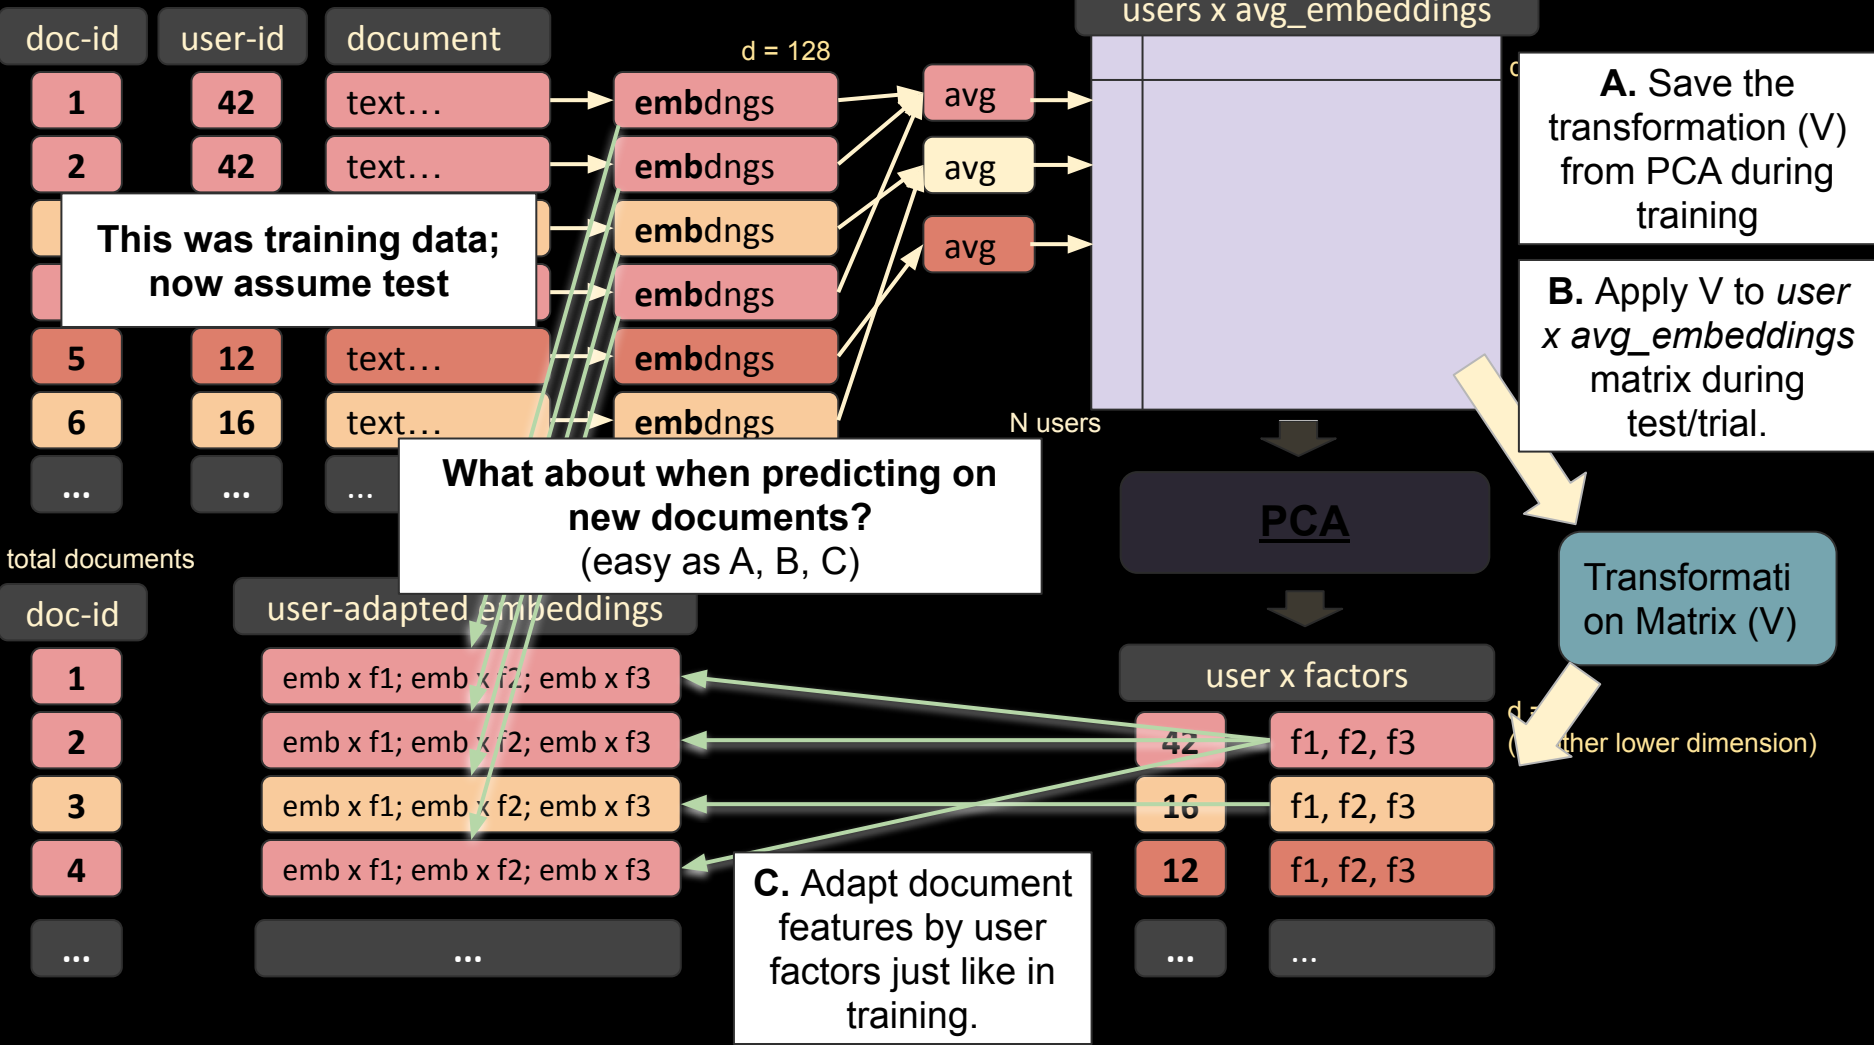 users x avg_embeddings
doc-id user-id document
d = 128
1 42 text… embdngs avg
2 42 text… embdngs avg
embdngs avg
embdngs
5 12 text… embdngs
6 16 text… embdngs
... ... ...
This was training data;
now assume test
A. Save the
transformation (V)
from PCA during
training
B. Apply V to user
x avg_embeddings
matrix during
test/trial.
N users
What about when predicting on
new documents?
(easy as A, B, C)
PCA
Transformati
on Matrix (V)
total documents
doc-id user-adapted embeddings
1 emb x f1; emb x f2; emb x f3
2 emb x f1; emb x f2; emb x f3
3 emb x f1; emb x f2; emb x f3
4 emb x f1; emb x f2; emb x f3
... ...
user x factors
d =
lower dimension)
42 f1, f2, f3
16 f1, f2, f3
12 f1, f2, f3
... ...
C. Adapt document
features by user
factors just like in
training.